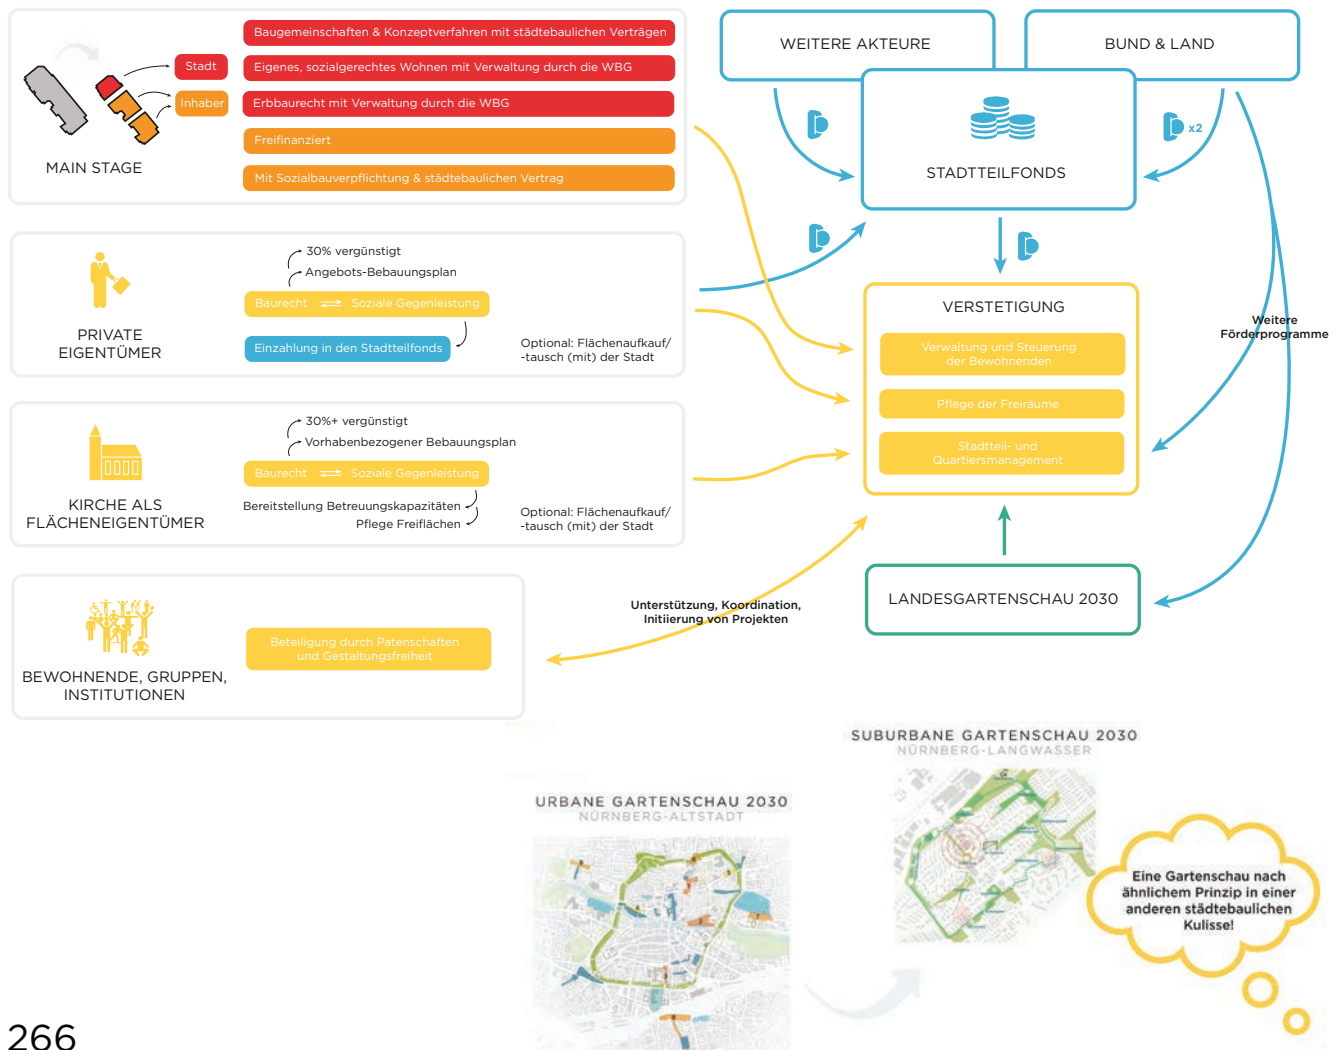 Baugemeinschaften & Konzeptverfahren mit städtebaulichen Verträgen
Stadt
Eigenes, sozialgerechtes Wohnen mit Verwaltung durch die WBG
Inhaber
Erbbaurecht mit Verwaltung durch die WBG
Freifinanziert
MAIN STAGE
Mit Sozialbauverpflichtung & städtebaulichen Vertrag
30% vergünstigt
Angebots-Bebauungsplan
Baurecht
Soziale Gegenleistung
PRIVATE
EIGENTÜMER
Einzahlung in den Stadtteilfonds
Optional: Flächenaufkauf/
-tausch (mit) der Stadt
30%+ vergünstigt
Vorhabenbezogener Bebauungsplan
Baurecht
Soziale Gegenleistung
KIRCHE ALS
FLÄCHENEIGENTÜMER
Bereitstellung Betreuungskapazitäten
Pflege Freiflächen
Optional: Flächenaufkauf/
-tausch (mit) der Stadt
Beteiligung durch Patenschaften
und Gestaltungsfreiheit
BEWOHNENDE, GRUPPEN,
INSTITUTIONEN
WEITERE AKTEURE
BUND & LAND
x2
STADTTEILFONDS
VERSTETIGUNG
Verwaltung und Steuerung
der Bewohnenden
Pflege der Freiräume
Stadtteil- und
Quartiersmanagement
Weitere
Förderprogramme
LANDESGARTENSCHAU 2030
Unterstützung, Koordination,
Initiierung von Projekten
SUBURBANE GARTENSCHAU 2030
NÜRNBERG-LANGWASSER
URBANE GARTENSCHAU 2030
NÜRNBERG-ALTSTADT
Eine Gartenschau nach
ähnlichem Prinzip in einer
anderen städtebaulichen
Kulisse!
266